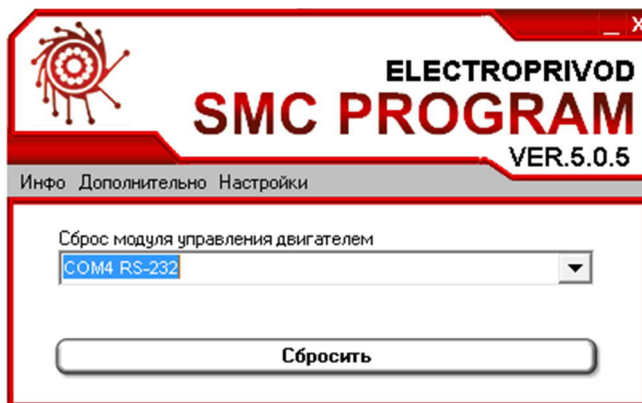 _ X
ELECTROPRIVOD
SMC PROGRAM
VER.5.0.5
Инфо Дополнительно Настройки
Сброс модуля управления двигателем
COM4 RS-232
Сбросить